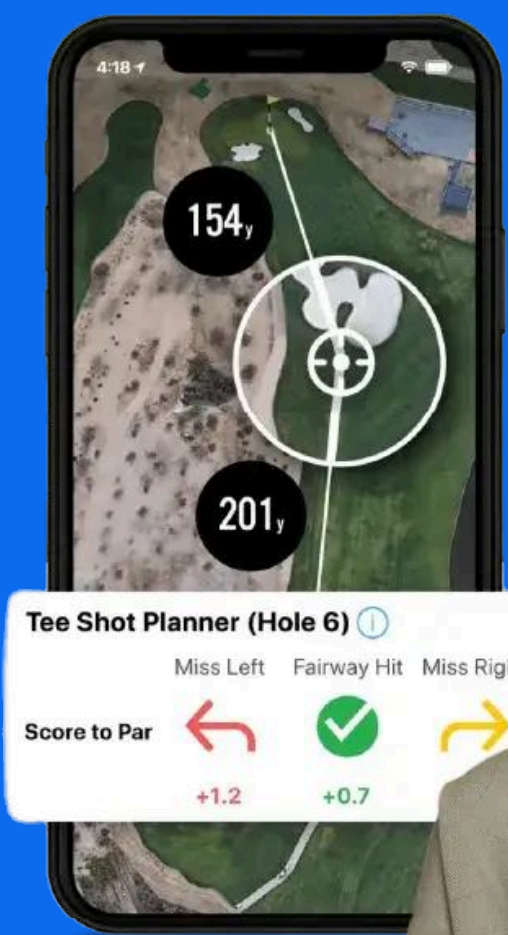 4:18
154y
201y
Tee Shot Planner (Hole 6)
Miss Left Fairway Hit Miss
Score to Par
+1.2 +0.7